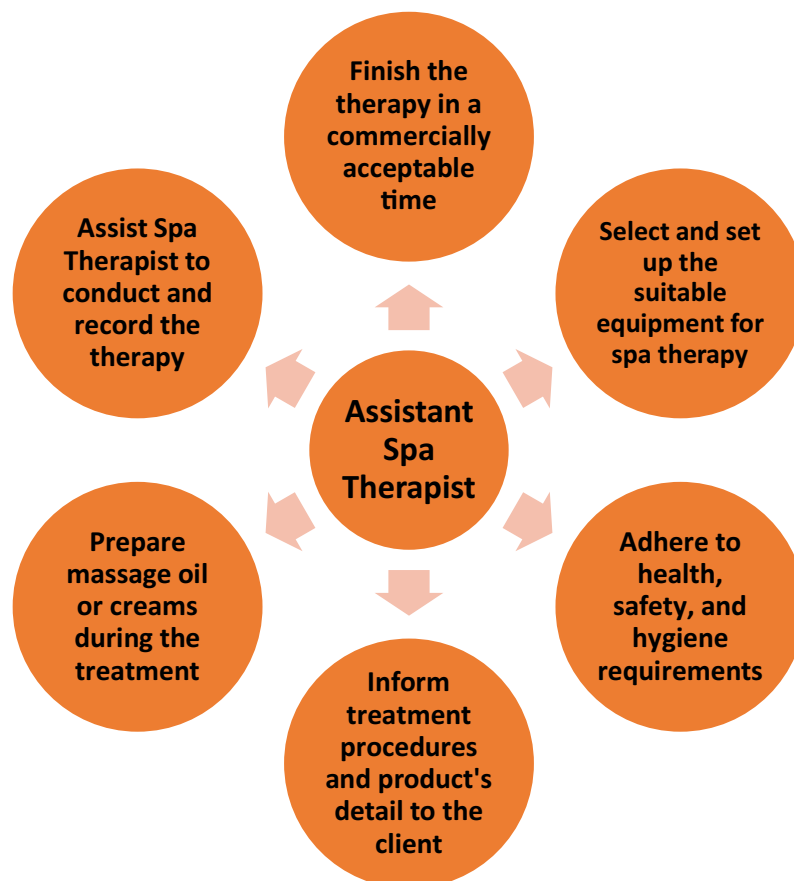 Finish the
therapy in a
commercially
acceptable
time
Assist Spa
Therapist to
conduct and
record the
therapy
Select and set
up the
suitable
equipment for
spa therapy
Assistant
Spa
Therapist
Prepare
massage oil
or creams
during the
treatment
Adhere to
health,
safety, and
hygiene
requirements
Inform
treatment
procedures
and product's
detail to the
client